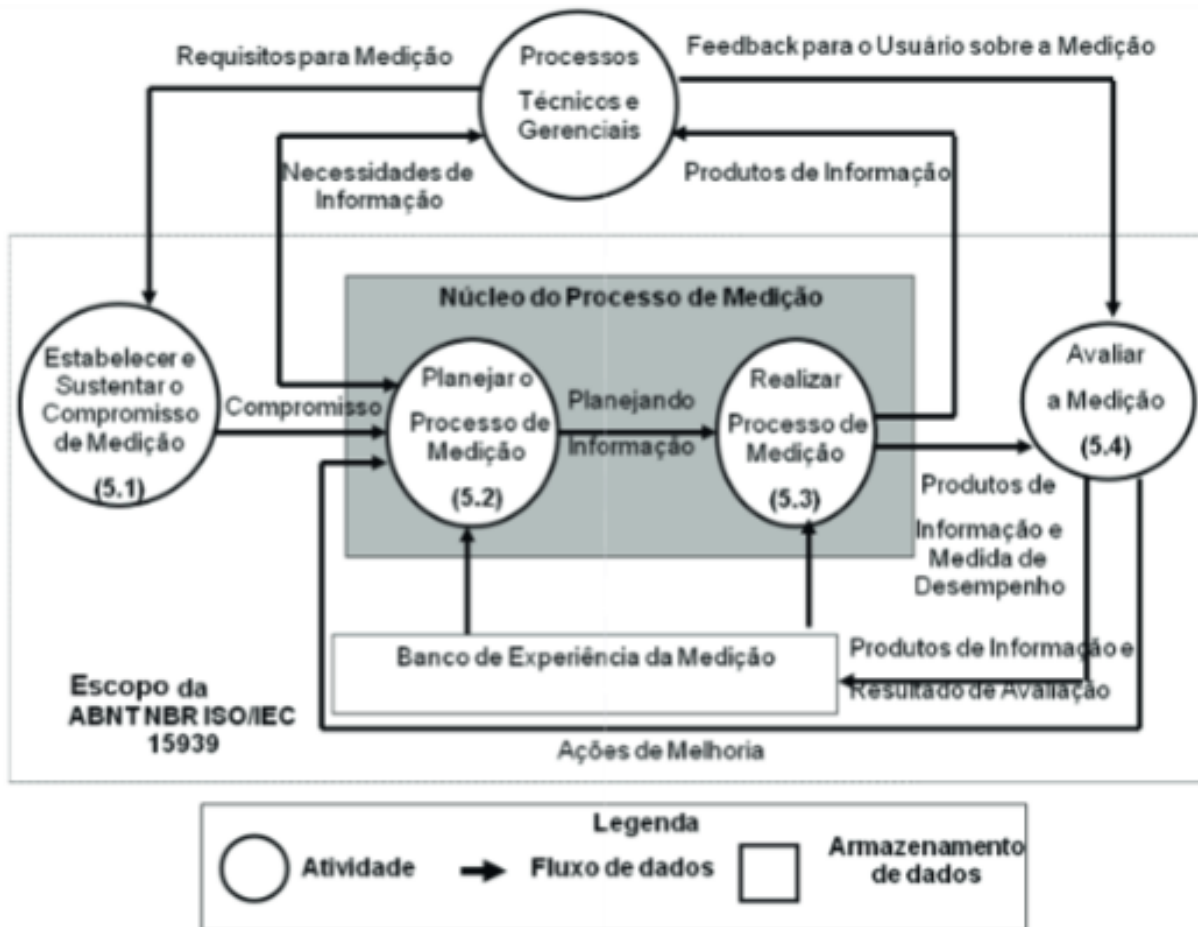 Requisitos para Medição
Processos
Técnicos e
Gerenciais
Feedback para o Usuário sobre a Medição
Necessidades de
Informação
Produtos de Informação
Núcleo do Processo de Medição
Estabelecer e
Sustentar o
Compromisso
de Medição
(5.1)
Compromisso
Planejar o
Processo de
Medição
(5.2)
Planejando
Informação
Realizar
Processo de
Medição
(5.3)
Avaliar
a Medição
(5.4)
Produtos de
Informação e
Medida de
Desempenho
Banco de Experiência da Medição
Produtos de Informação e
Resultado de Avaliação
Escopo da
ABNT NBR ISO/IEC
15939
Ações de Melhoria
Legenda
Atividade
Fluxo de dados
Armazenamento
de dados